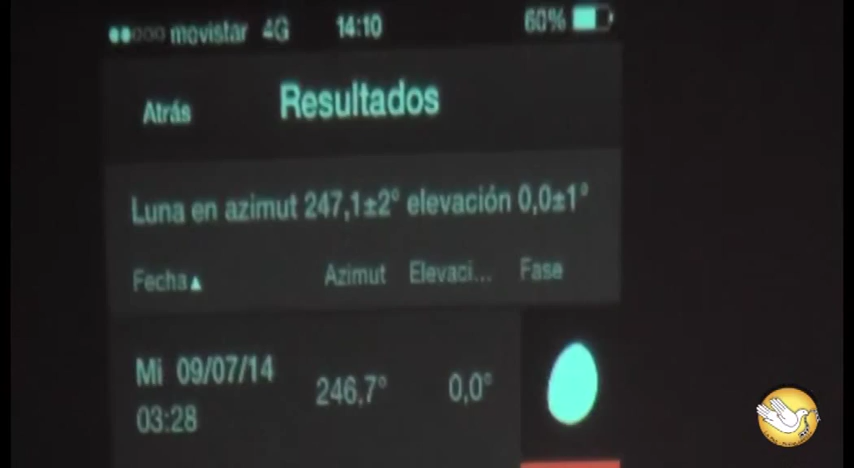 movistar 4G 14:10 60%
Atrás Resultados
Luna en azimut 247,1±2° elevación 0,0±1°
Fecha▲ Azimut Elevaci... Fase
Mi 09/07/14 246,7° 0,0°
03:28